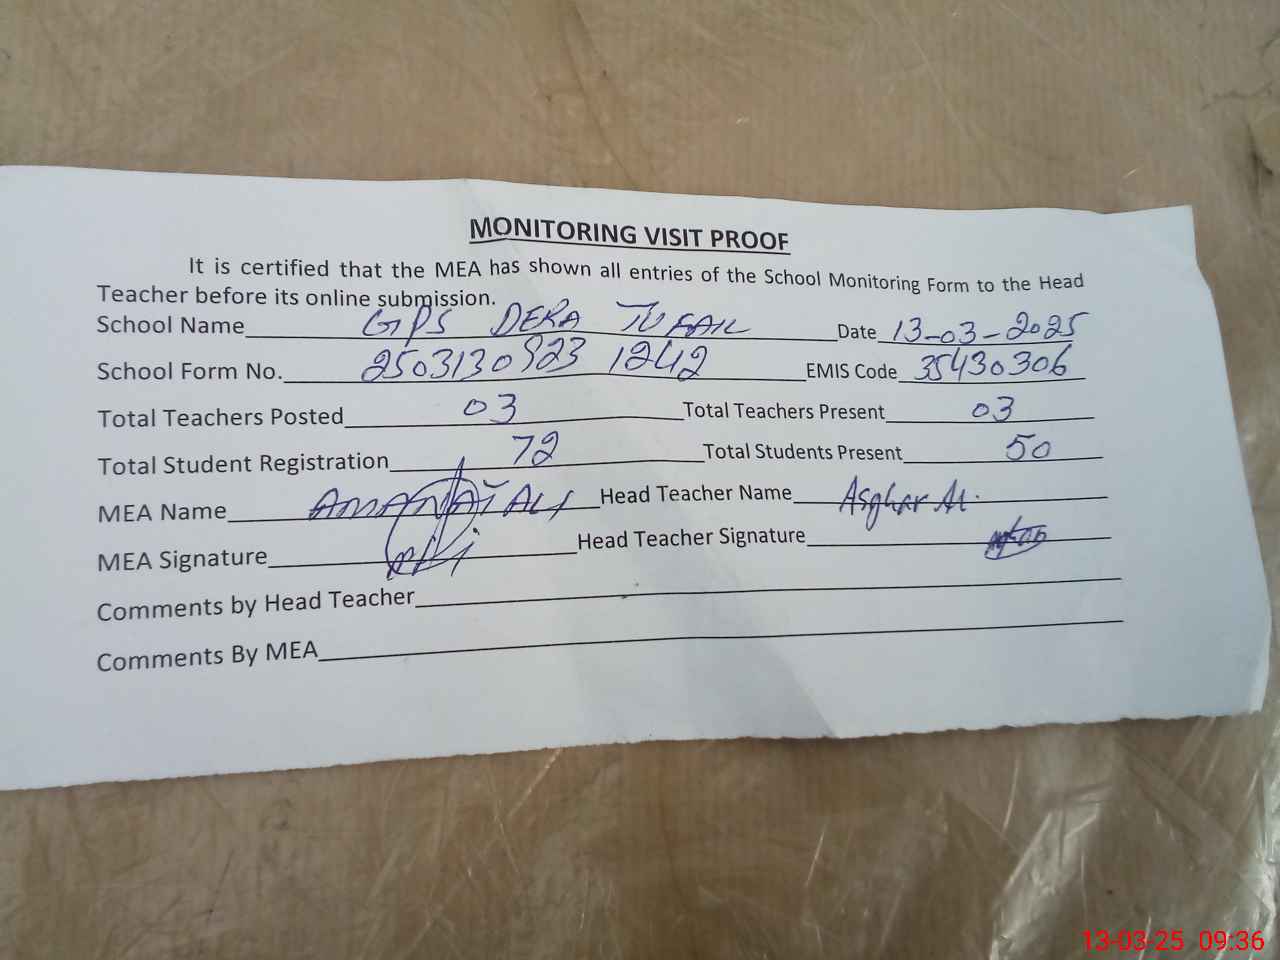 MONITORING VISIT PROOF
It is certified that the MEA has shown all entries of the School Monitoring Form to the Head
Teacher before its online submission.
School Name GPS DERA TUFAIL Date 13-03-2025
School Form No. 2503130923 1242 EMIS Code 35430306
Total Teachers Posted 03 Total Teachers Present 03
Total Student Registration 72 Total Students Present 50
MEA Name AMANAT ALI Head Teacher Name Asghar Al.
MEA Signature Head Teacher Signature
Comments by Head Teacher
Comments By MEA
13-03-25 09:36